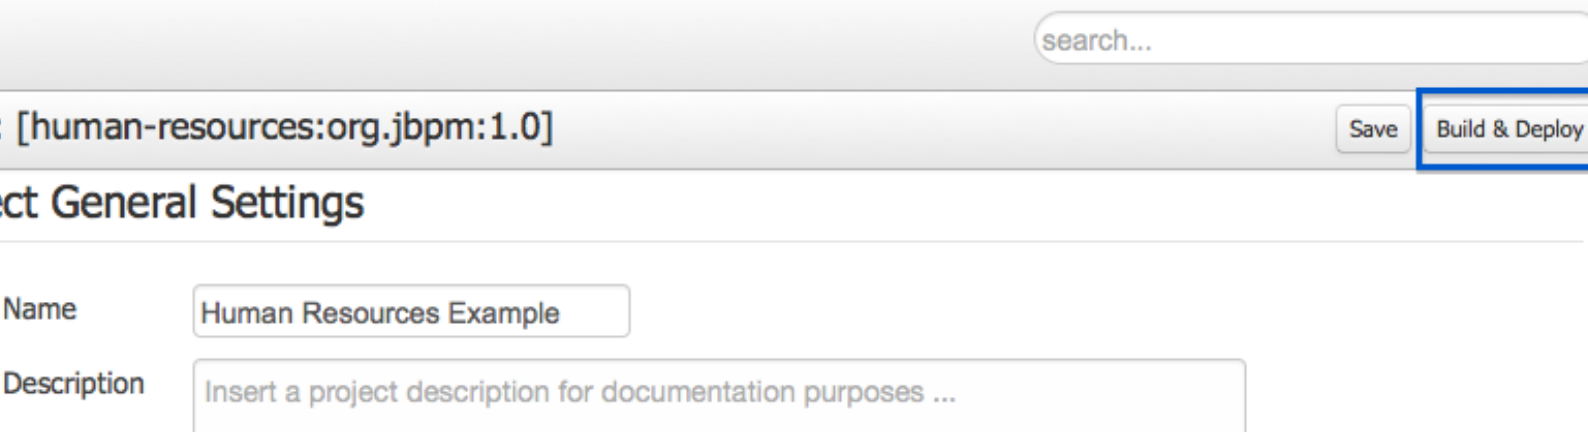 search...
: [human-resources:org.jbpm:1.0]
Save
Build & Deploy
ect General Settings
Name
Human Resources Example
Description
Insert a project description for documentation purposes ...